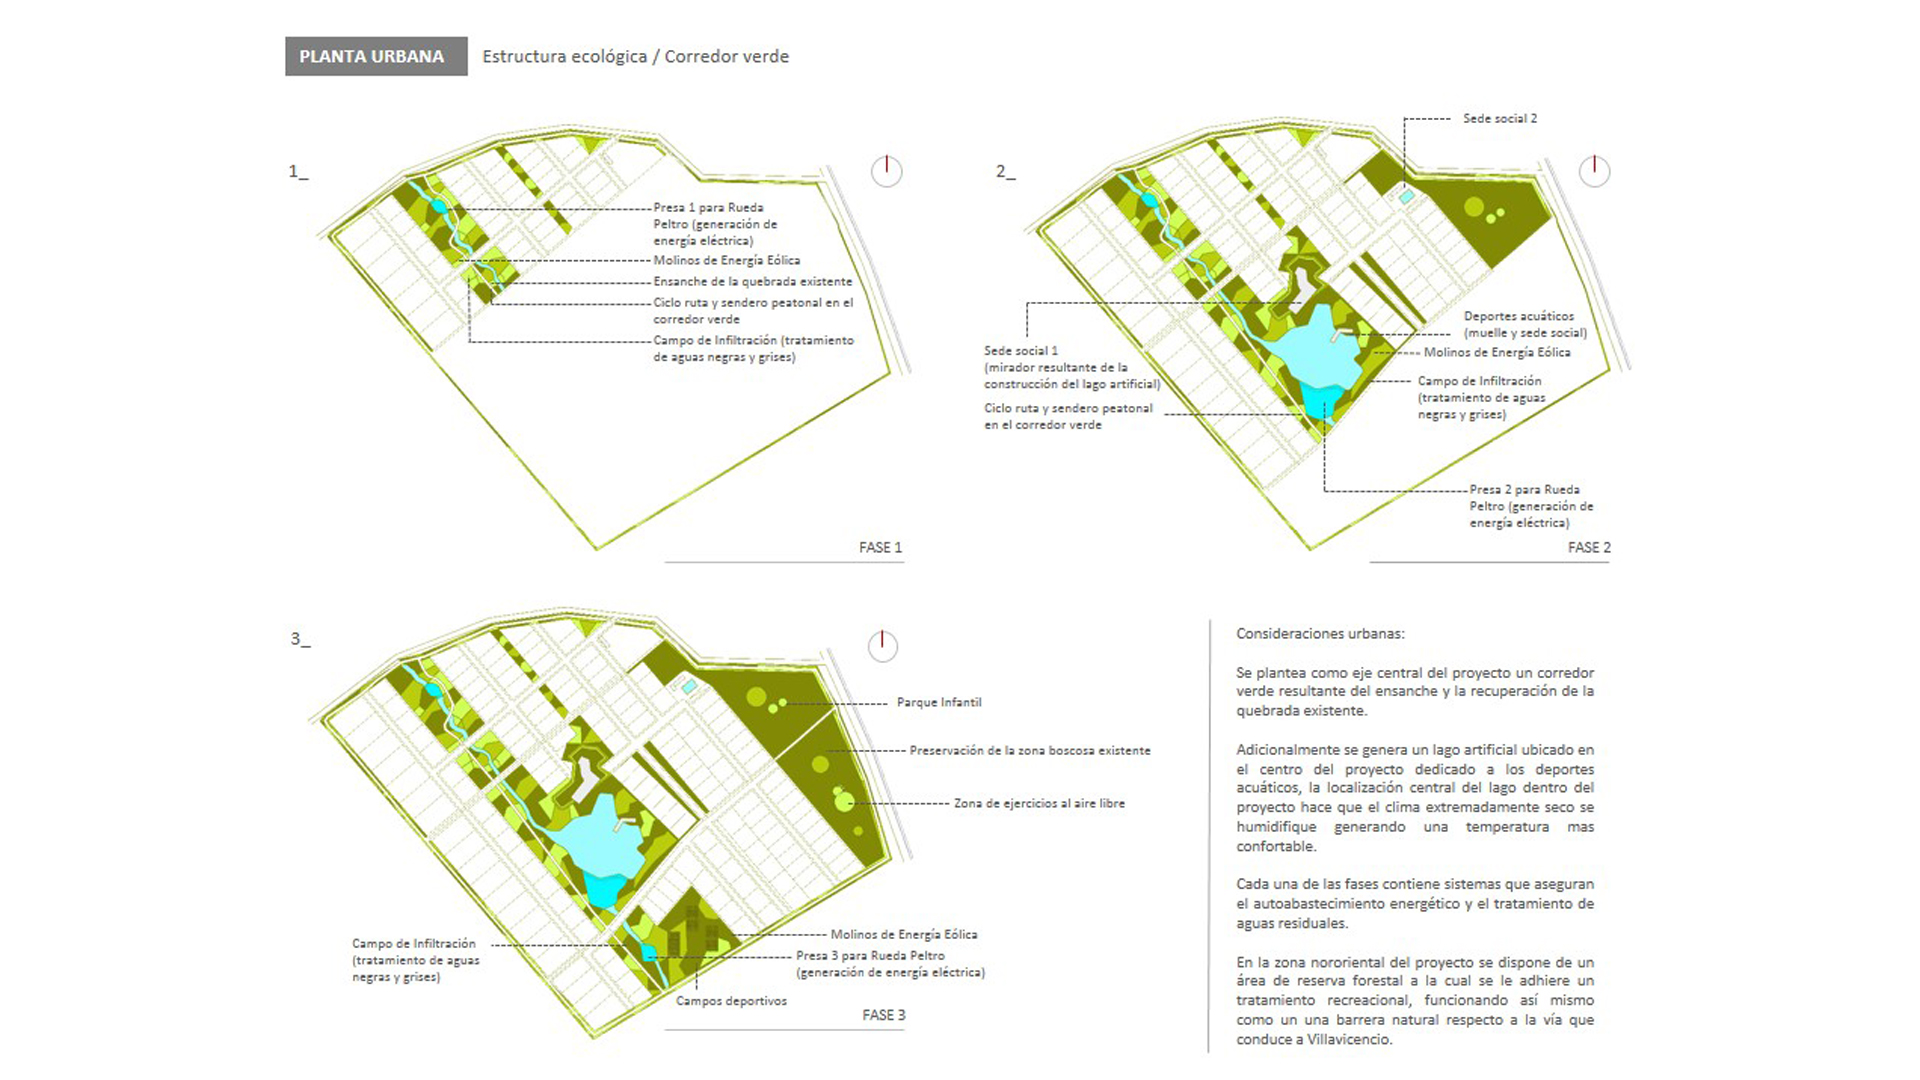 PLANTA URBANA
Estructura ecológica / Corredor verde
1_
Presa 1 para Rueda
Peltro (generación de
energía eléctrica)
Molinos de Energía Eólica
Ensanche de la quebrada existente
Ciclo ruta y sendero peatonal en el
corredor verde
Campo de Infiltración (tratamiento
de aguas negras y grises)
FASE 1
2_
Sede social 2
Deportes acuáticos
(muelle y sede social)
Molinos de Energía Eólica
Campo de Infiltración
(tratamiento de aguas
negras y grises)
Sede social 1
(mirador resultante de la
construcción del lago artificial)
Ciclo ruta y sendero peatonal
en el corredor verde
Presa 2 para Rueda
Peltro (generación de
energía eléctrica)
FASE 2
3_
Parque Infantil
Preservación de la zona boscosa existente
Zona de ejercicios al aire libre
Molinos de Energía Eólica
Presa 3 para Rueda Peltro
(generación de energía eléctrica)
Campo de Infiltración
(tratamiento de aguas
negras y grises)
Campos deportivos
FASE 3
Consideraciones urbanas:
Se plantea como eje central del proyecto un corredor
verde resultante del ensanche y la recuperación de la
quebrada existente.
Adicionalmente se genera un lago artificial ubicado en
el centro del proyecto dedicado a los deportes
acuáticos, la localización central del lago dentro del
proyecto hace que el clima extremadamente seco se
humidifique generando una temperatura mas
confortable.
Cada una de las fases contiene sistemas que aseguran
el autoabastecimiento energético y el tratamiento de
aguas residuales.
En la zona nororiental del proyecto se dispone de un
área de reserva forestal a la cual se le adhiere un
tratamiento recreacional, funcionando así mismo
como un una barrera natural respecto a la vía que
conduce a Villavicencio.